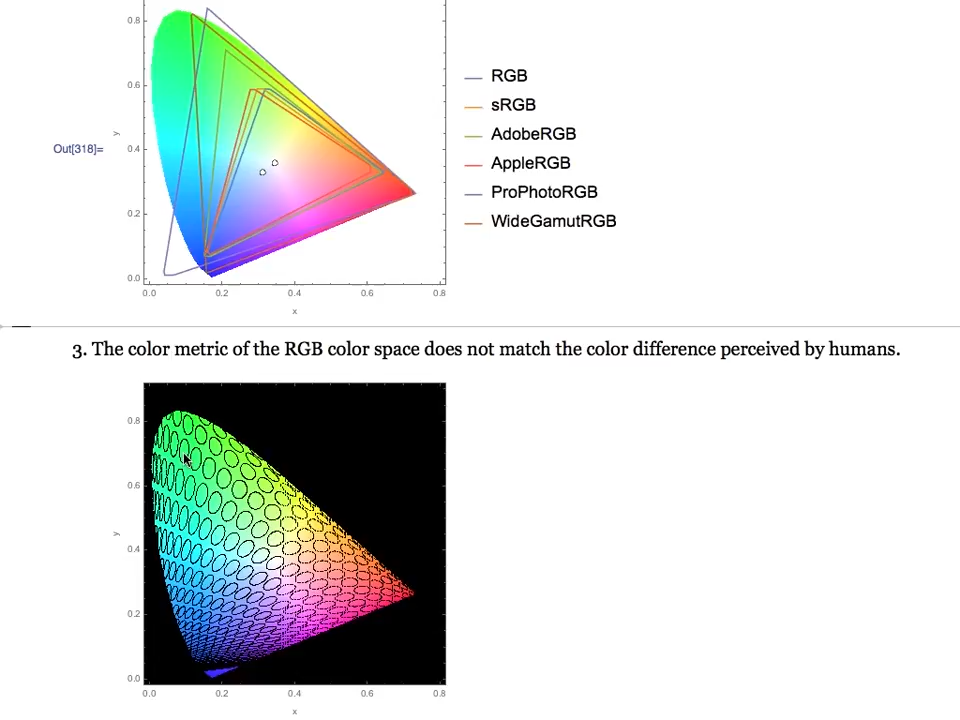 0.8
0.6
0.4
0.2
0.0
y
0.0 0.2 0.4 0.6 0.8
x
Out[318]=
RGB
sRGB
AdobeRGB
AppleRGB
ProPhotoRGB
WideGamutRGB
3. The color metric of the RGB color space does not match the color difference perceived by humans.
0.8
0.6
0.4
0.2
0.0
y
0.0 0.2 0.4 0.6 0.8
x